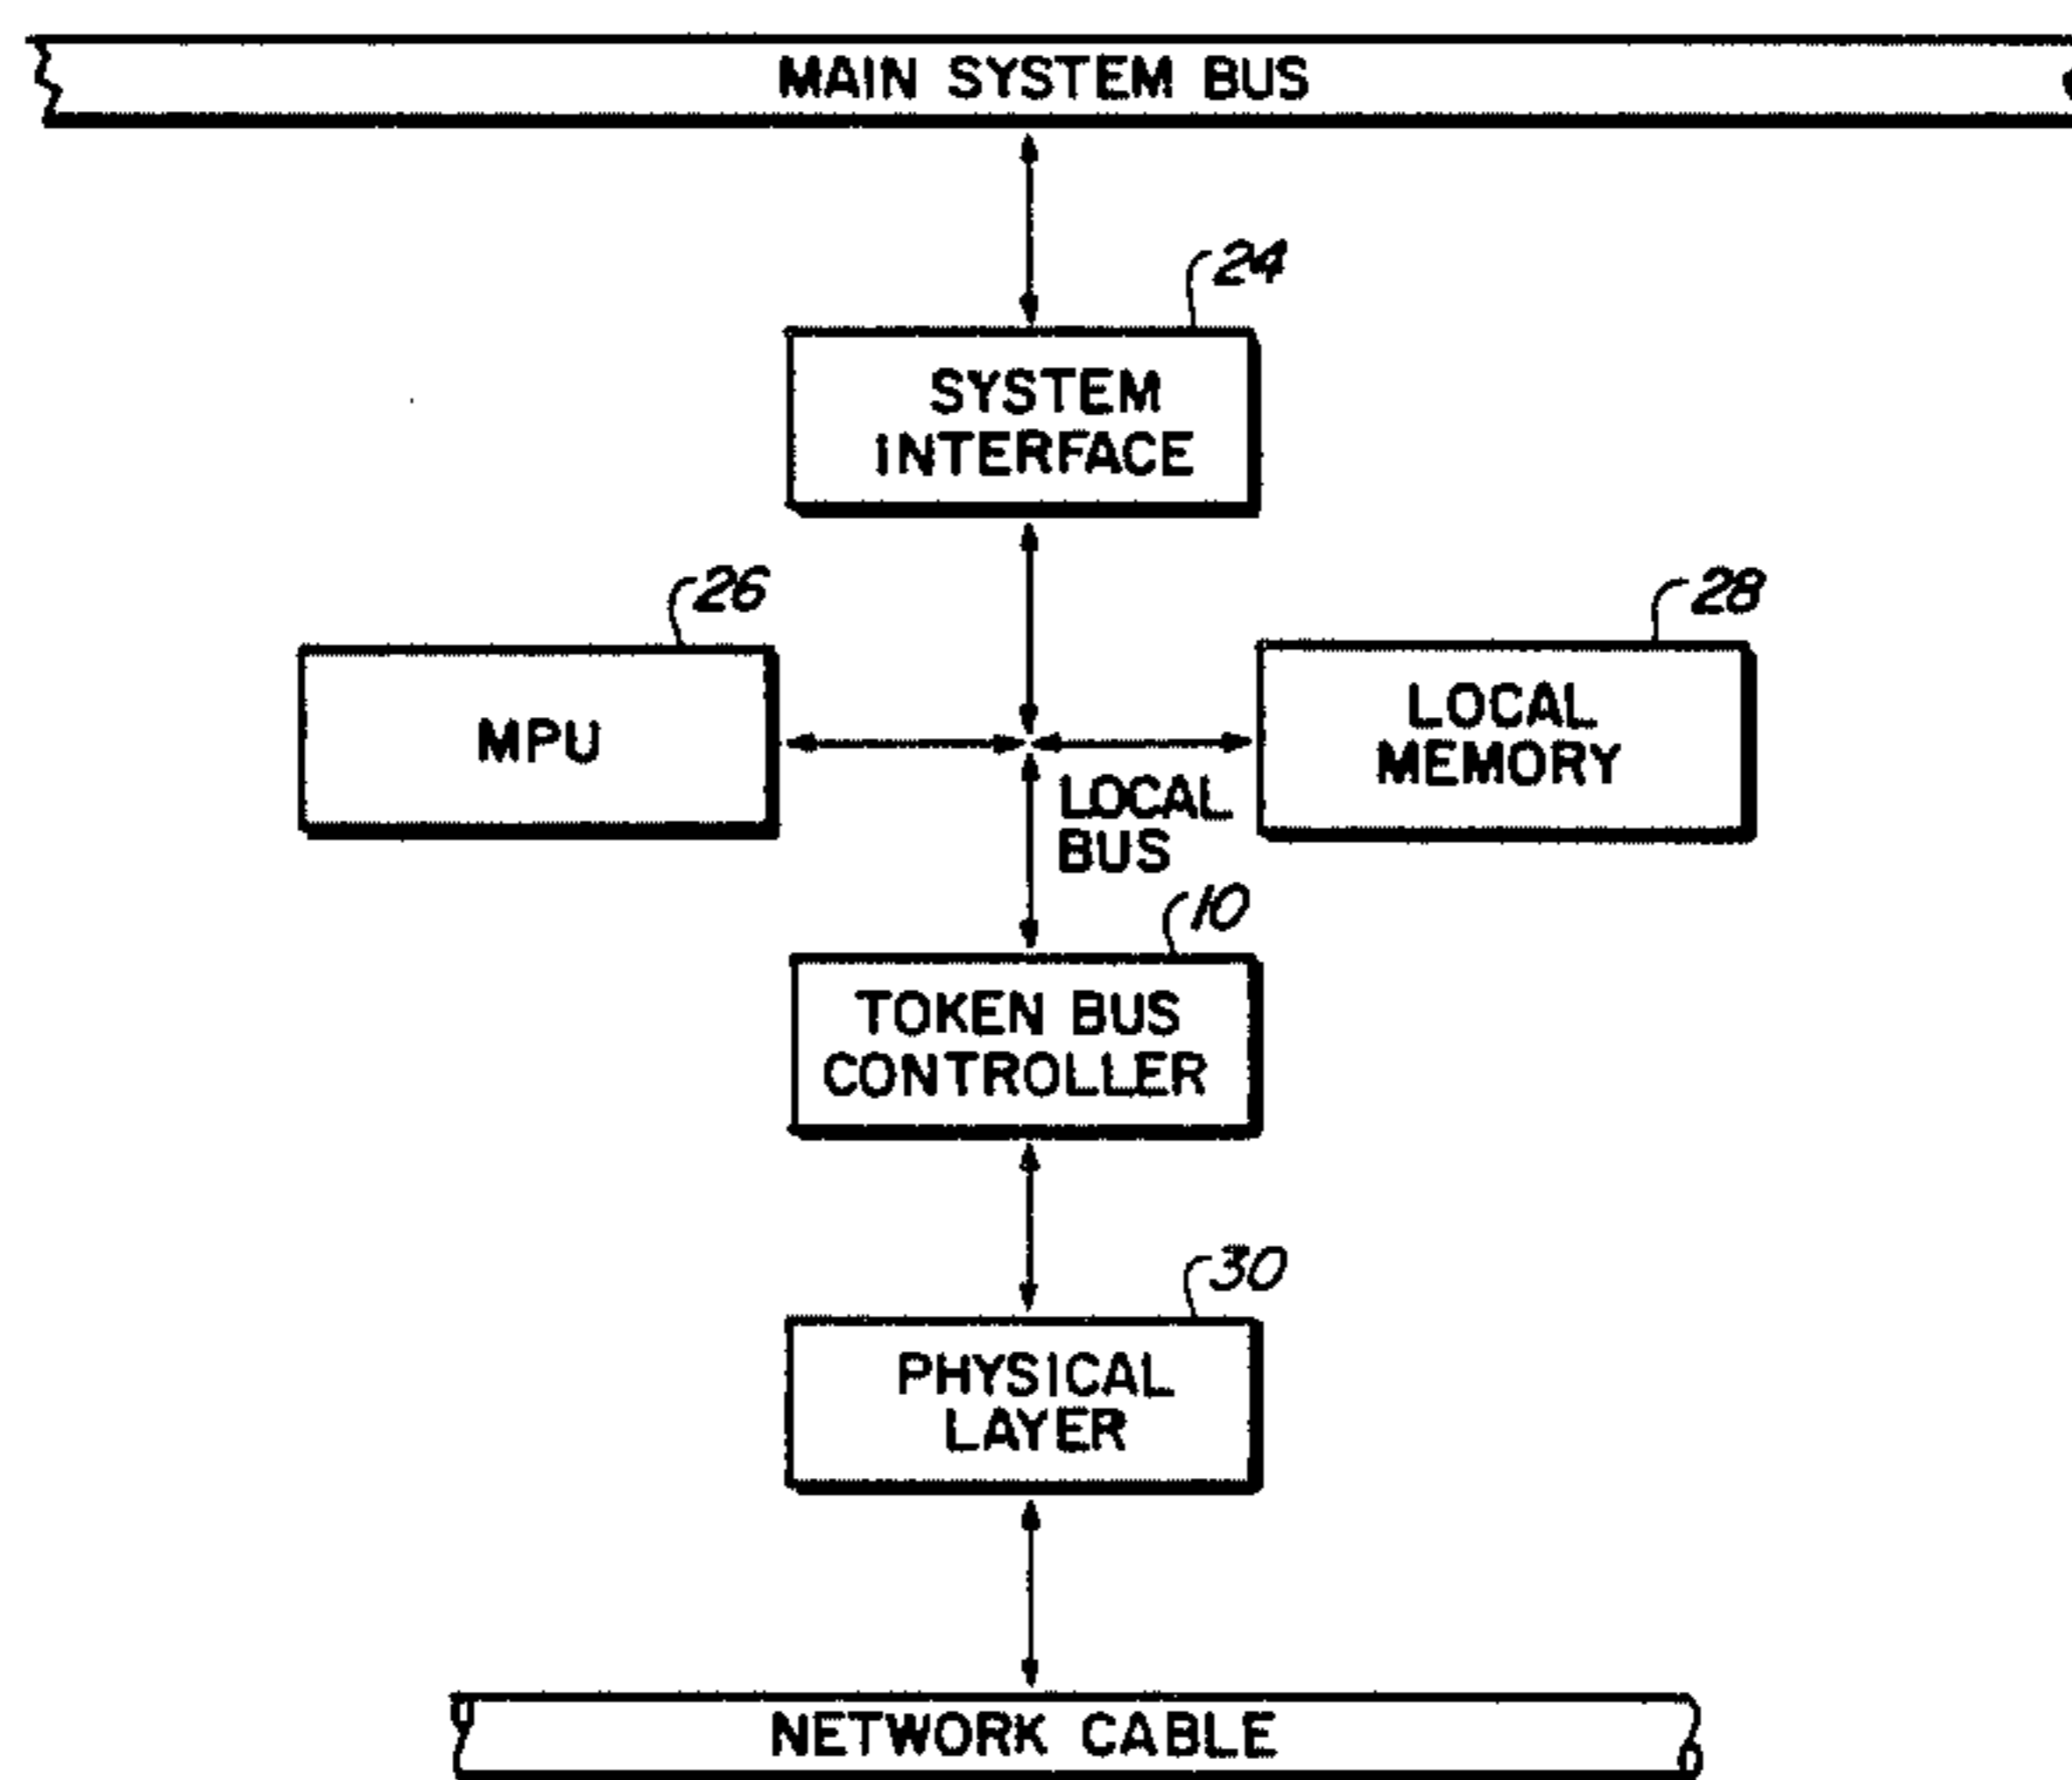 MAIN SYSTEM BUS
24
SYSTEM
INTERFACE
26
28
MPU
LOCAL
MEMORY
LOCAL
BUS
10
TOKEN BUS
CONTROLLER
30
PHYSICAL
LAYER
NETWORK CABLE